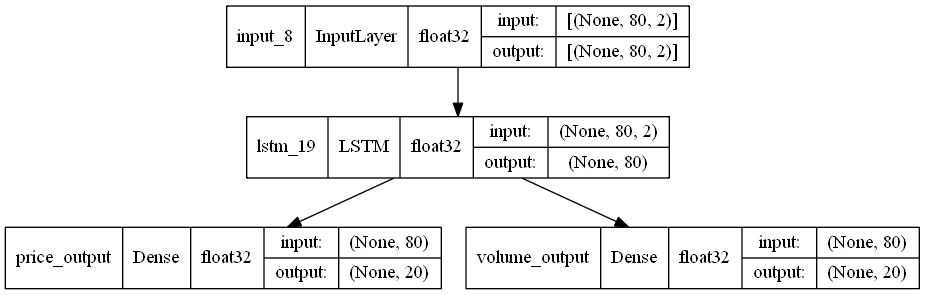 input_8 InputLayer float32 input: [(None, 80, 2)]
output: [(None, 80, 2)]
lstm_19 LSTM float32 input: (None, 80, 2)
output: (None, 80)
price_output Dense float32 input: (None, 80)
output: (None, 20)
volume_output Dense float32 input: (None, 80)
output: (None, 20)